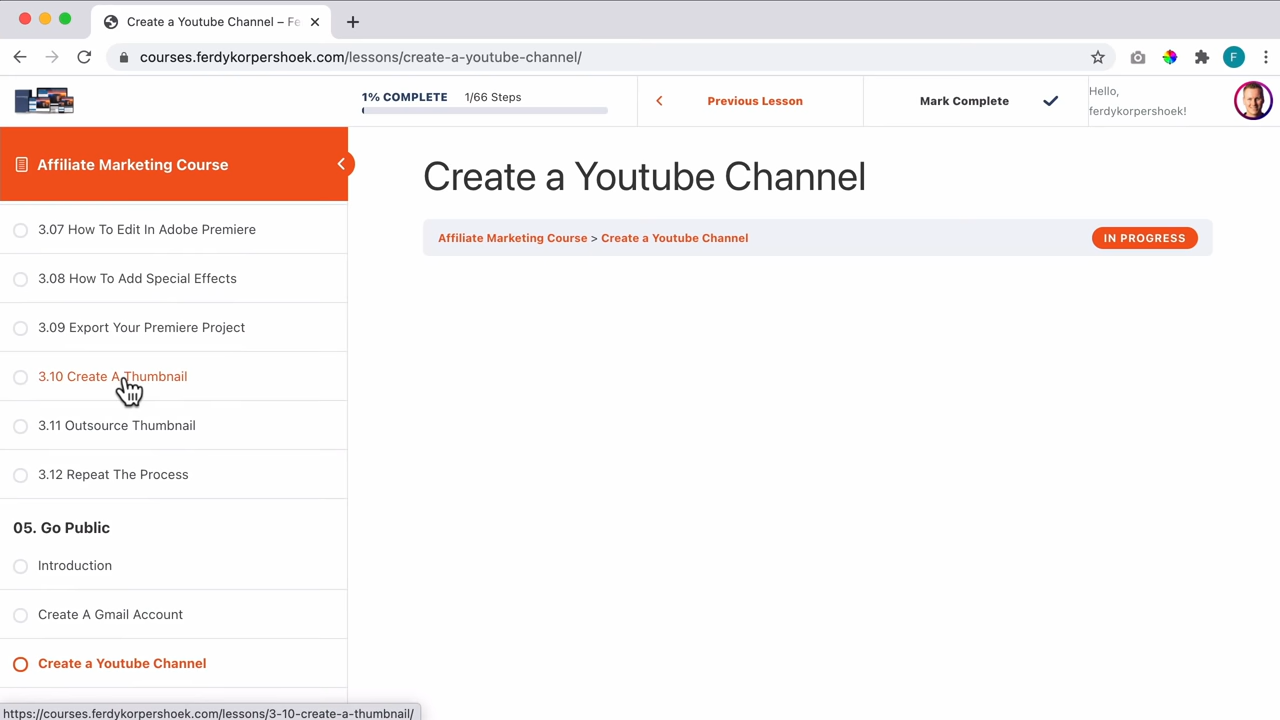 Create a Youtube Channel – Fe
courses.ferdykorpershoek.com/lessons/create-a-youtube-channel/
F
1% COMPLETE 1/66 Steps
Previous Lesson
Mark Complete
Hello,
ferdykorpershoek!
Affiliate Marketing Course
3.07 How To Edit In Adobe Premiere
3.08 How To Add Special Effects
3.09 Export Your Premiere Project
3.10 Create A Thumbnail
3.11 Outsource Thumbnail
3.12 Repeat The Process
05. Go Public
Introduction
Create A Gmail Account
Create a Youtube Channel
https://courses.ferdykorpershoek.com/lessons/3-10-create-a-thumbnail/
Create a Youtube Channel
Affiliate Marketing Course > Create a Youtube Channel
IN PROGRESS